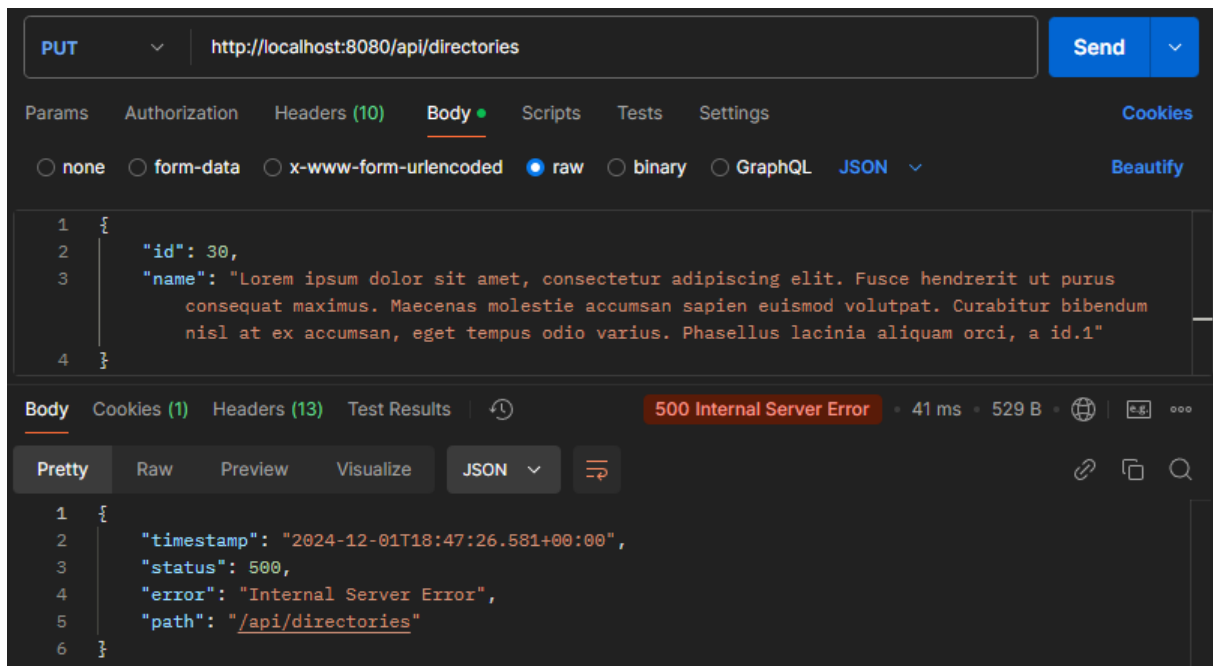 PUT http://localhost:8080/api/directories Send
Params Authorization Headers (10) Body Scripts Tests Settings Cookies
none form-data x-www-form-urlencoded raw binary GraphQL JSON Beautify
1 {
2 "id": 30,
3 "name": "Lorem ipsum dolor sit amet, consectetur adipiscing elit. Fusce hendrerit ut purus
consequat maximus. Maecenas molestie accumsan sapien euismod volutpat. Curabitur bibendum
nisl at ex accumsan, eget tempus odio varius. Phasellus lacinia aliquam orci, a id.1"
4 }
Body Cookies (1) Headers (13) Test Results 500 Internal Server Error • 41 ms • 529 B • e.g.
Pretty Raw Preview Visualize JSON
1 {
2 "timestamp": "2024-12-01T18:47:26.581+00:00",
3 "status": 500,
4 "error": "Internal Server Error",
5 "path": "/api/directories"
6 }